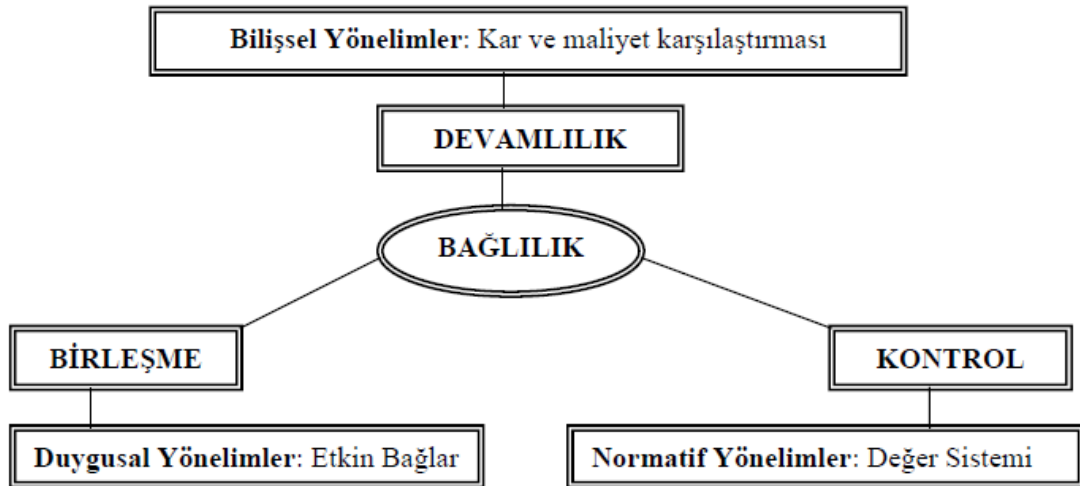 Bilişsel Yönelimler: Kar ve maliyet karşılaştırması
DEVAMLILIK
BAĞLILIK
BİRLEŞME
KONTROL
Duygusal Yönelimler: Etkin Bağlar
Normatif Yönelimler: Değer Sistemi